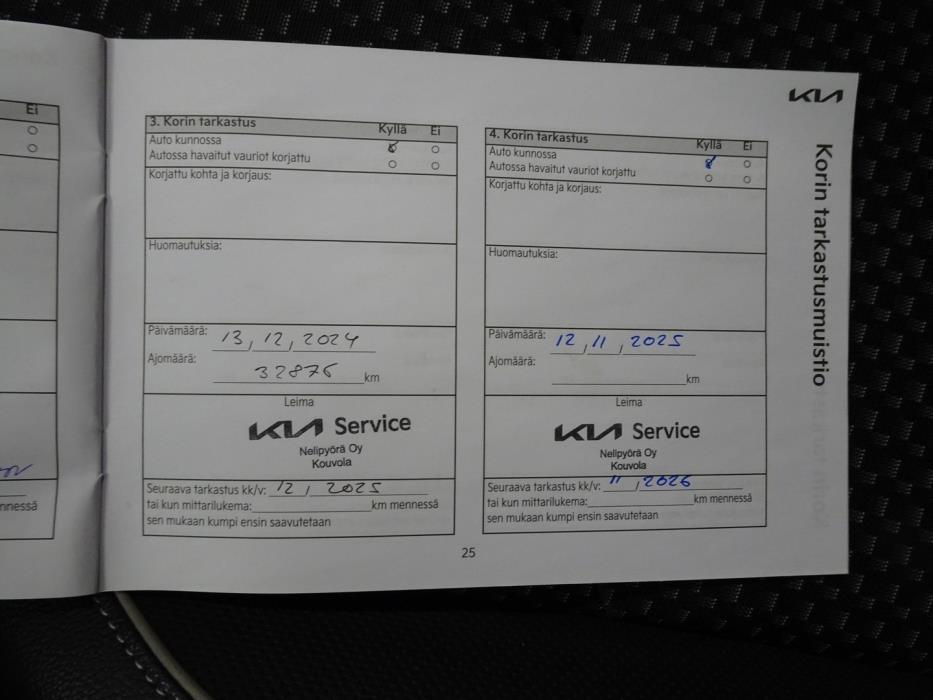 Ei
nnessä
KIA
Korin tarkastusmuistio
3. Korin tarkastus Kyllä Ei
Auto kunnossa
Autossa havaitut vauriot korjattu
Korjattu kohta ja korjaus:
Huomautuksia:
Päivämäärä: 13, 12, 2024
Ajomäärä: 32876 km
Leima
KIA Service
Nelipyörä Oy
Kouvola
Seuraava tarkastus kk/v: 12 / 2025
tai kun mittarilukema: km mennessä
sen mukaan kumpi ensin saavutetaan
4. Korin tarkastus Kyllä Ei
Auto kunnossa
Autossa havaitut vauriot korjattu
Korjattu kohta ja korjaus:
Huomautuksia:
Päivämäärä: 12, 11, 2025
Ajomäärä: km
Leima
KIA Service
Nelipyörä Oy
Kouvola
Seuraava tarkastus kk/v: 11 / 2026
tai kun mittarilukema: km mennessä
sen mukaan kumpi ensin saavutetaan
25